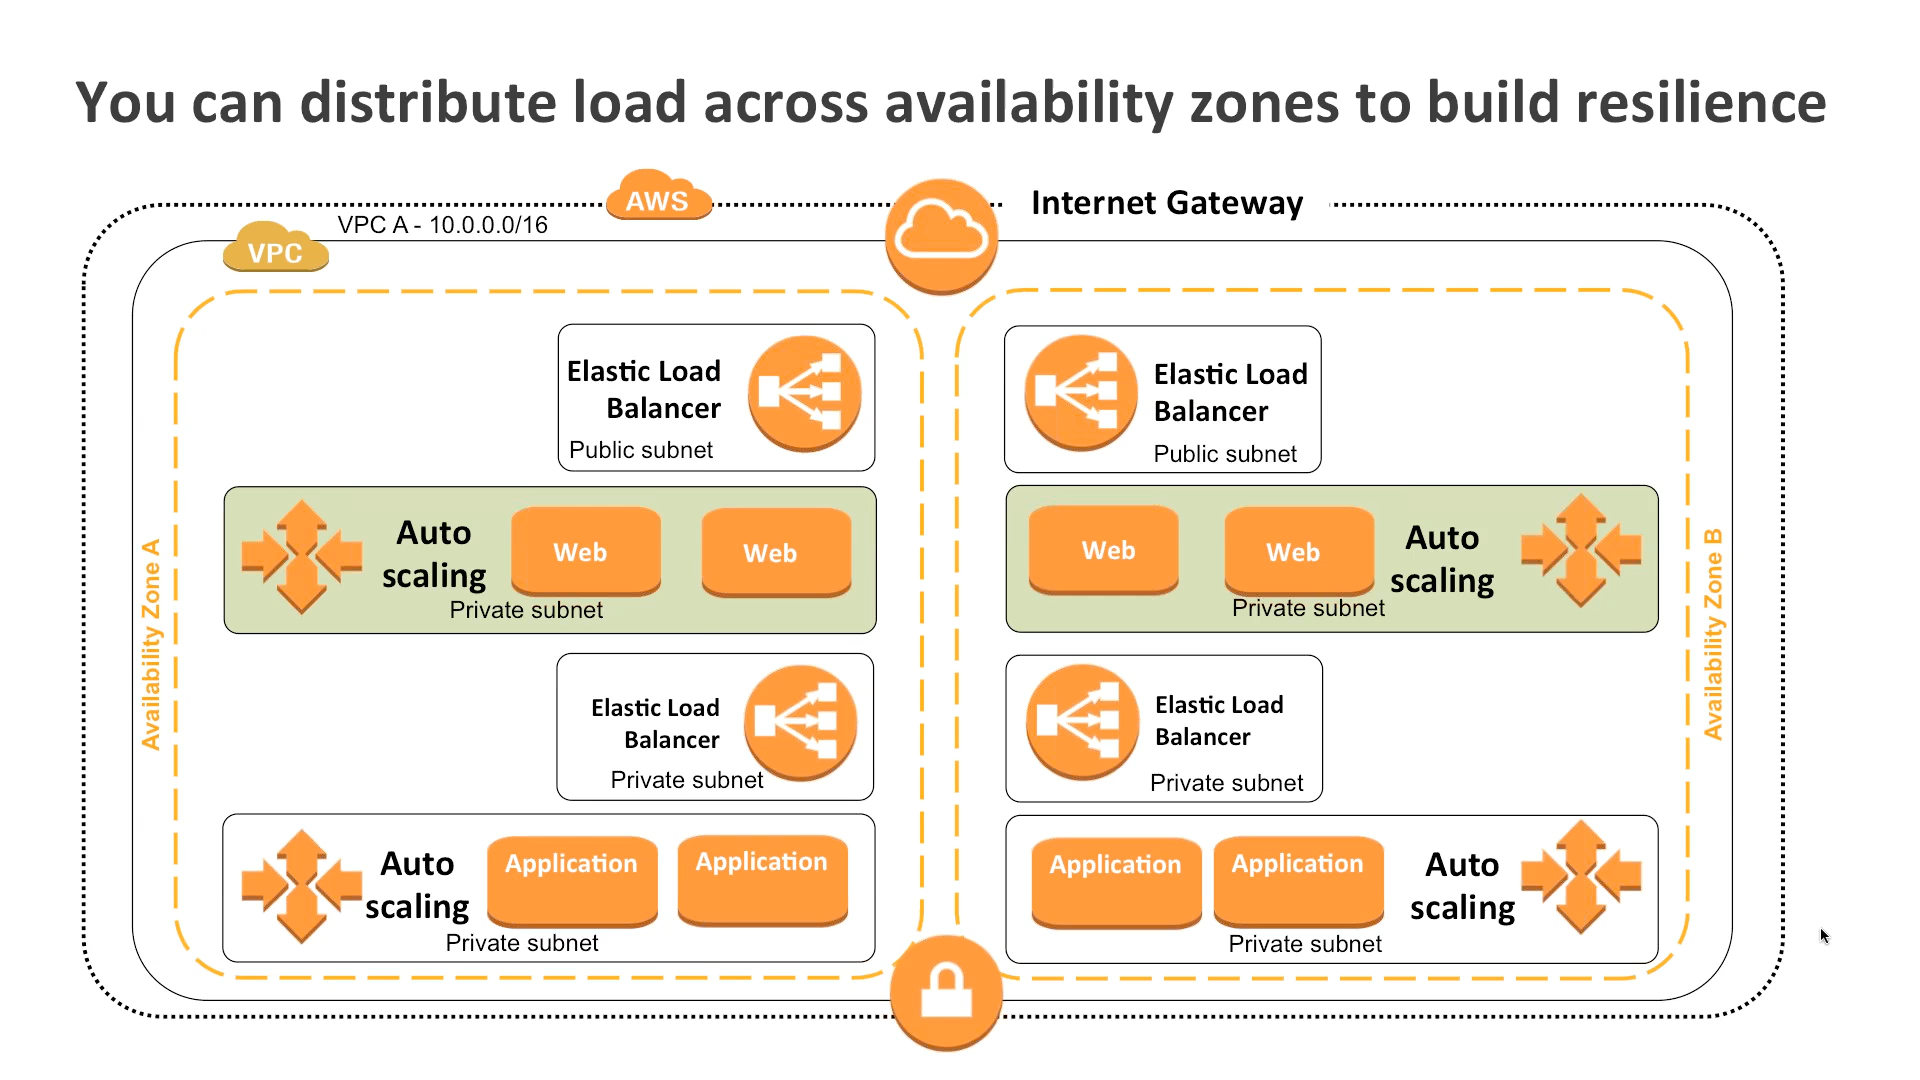 You can distribute load across availability zones to build resilience
AWS
Internet Gateway
VPC A - 10.0.0.0/16
VPC
Availability Zone A
Elastic Load
Balancer
Public subnet
Elastic Load
Balancer
Public subnet
Auto
scaling
Web
Web
Private subnet
Web
Web
Auto
scaling
Private subnet
Elastic Load
Balancer
Private subnet
Elastic Load
Balancer
Private subnet
Auto
scaling
Application
Application
Private subnet
Application
Application
Auto
scaling
Private subnet
Availability Zone B